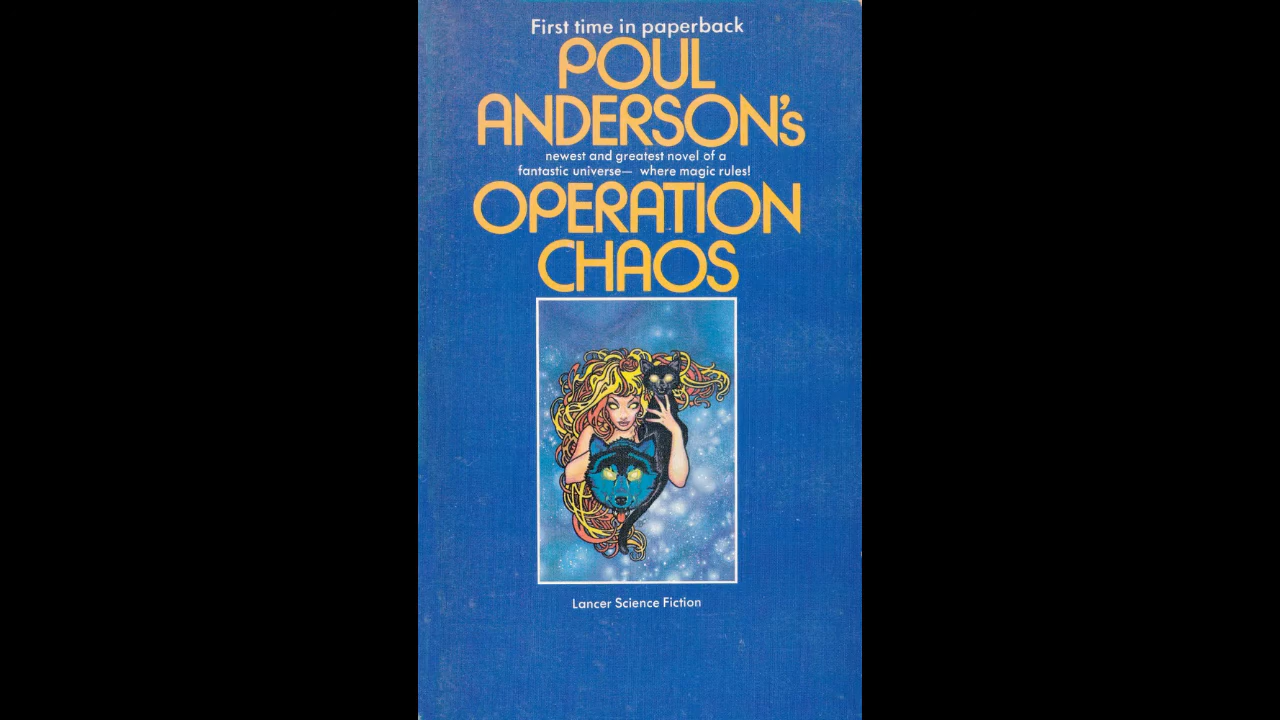 First time in paperback
POUL
ANDERSON's
newest and greatest novel of a
fantastic universe— where magic rules!
OPERATION
CHAOS
Lancer Science Fiction